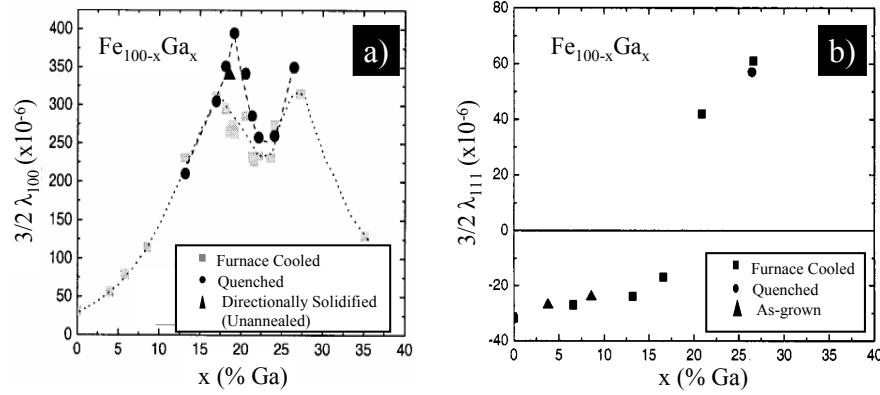 Fe100-xGax
a)
3/2 λ100 (x10-6)
400
350
300
250
200
150
100
50
0
Furnace Cooled
Quenched
Directionally Solidified
(Unannealed)
0 5 10 15 20 25 30 35 40
x (% Ga)
Fe100-xGax
b)
3/2 λ111 (x10-6)
60
40
20
0
-20
-40
Furnace Cooled
Quenched
As-grown
0 5 10 15 20 25 30 35 40
x (% Ga)